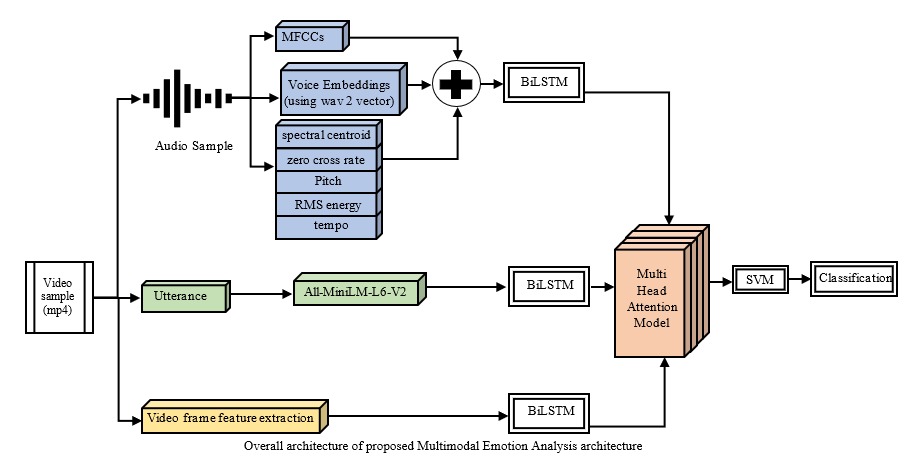 MFCCs
Voice Embeddings
(using wav 2 vector)
BiLSTM
Audio Sample
spectral centroid
zero cross rate
Pitch
RMS energy
tempo
Video
sample
(mp4)
Utterance
All-MiniLM-L6-V2
BiLSTM
Multi
Head
Attention
Model
SVM
Classification
Video frame feature extraction
BiLSTM
Overall architecture of proposed Multimodal Emotion Analysis architecture